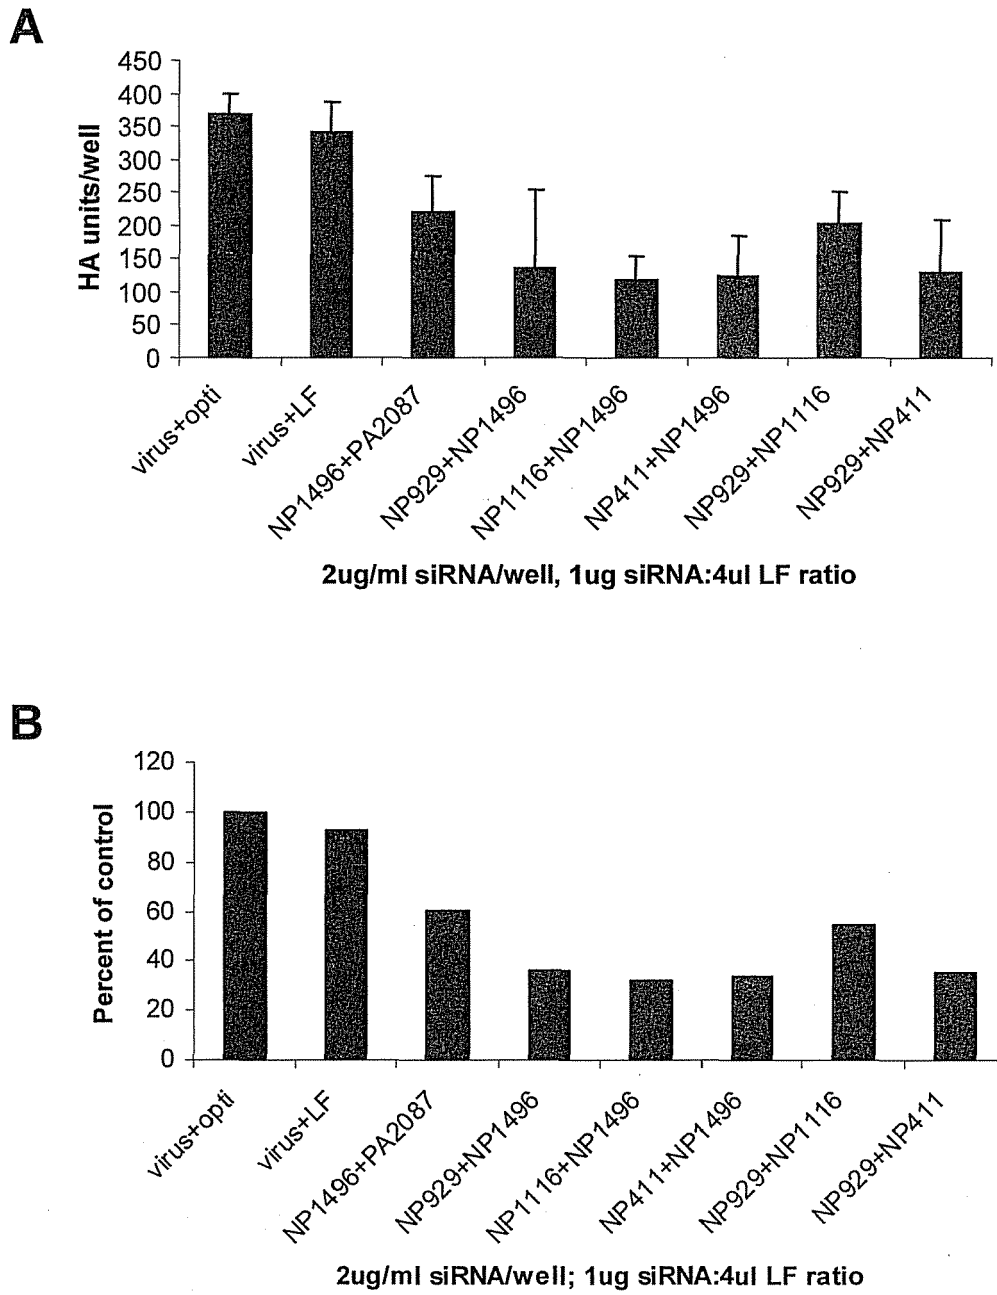 A
450
400
350
300
250
200
150
100
50
0
HA units/well
virus+opti
virus+LF
NP1496+PA2087
NP929+NP1496
NP1116+NP1496
NP411+NP1496
NP929+NP1116
NP929+NP411
2ug/ml siRNA/well, 1ug siRNA:4ul LF ratio
B
120
100
80
60
40
20
0
Percent of control
virus+opti
virus+LF
NP1496+PA2087
NP929+NP1496
NP1116+NP1496
NP411+NP1496
NP929+NP1116
NP929+NP411
2ug/ml siRNA/well; 1ug siRNA:4ul LF ratio